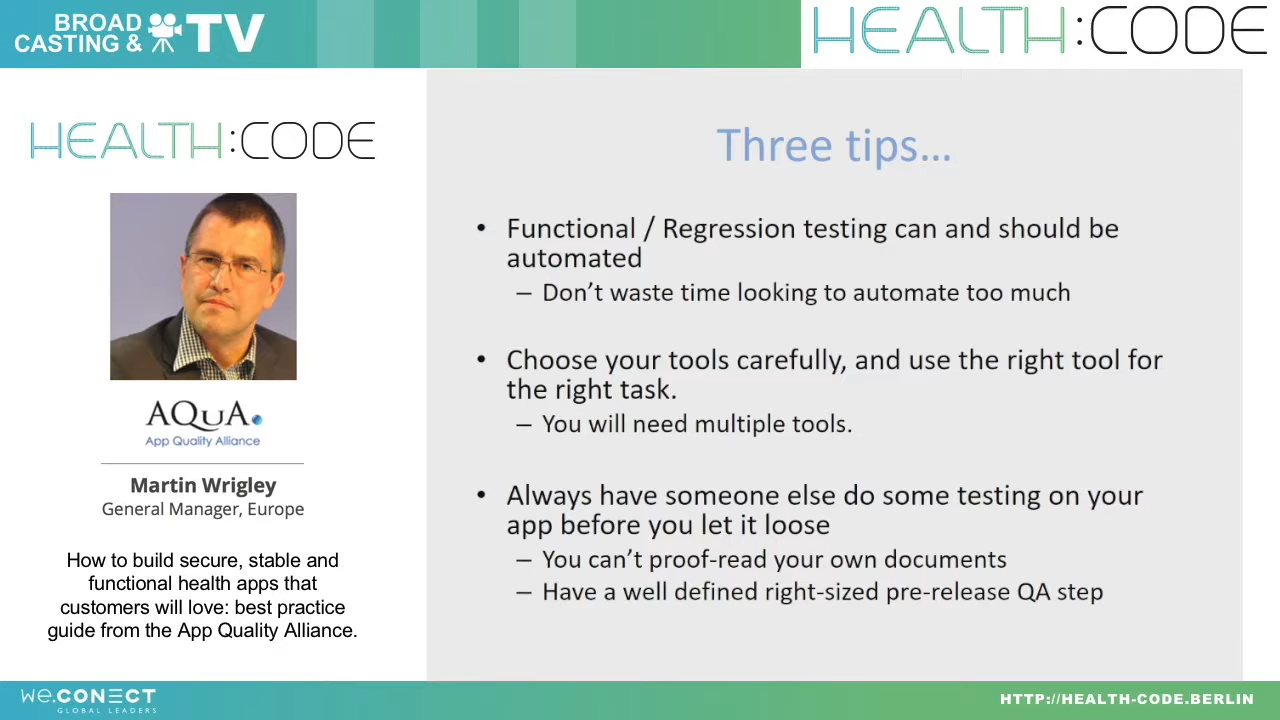 BROAD
CASTING & TV
HEALTH:CODE
HEALTH:CODE
AQuA.
App Quality Alliance
Martin Wrigley
General Manager, Europe
How to build secure, stable and
functional health apps that
customers will love: best practice
guide from the App Quality Alliance.
Three tips...
• Functional / Regression testing can and should be
automated
– Don’t waste time looking to automate too much
• Choose your tools carefully, and use the right tool for
the right task.
– You will need multiple tools.
• Always have someone else do some testing on your
app before you let it loose
– You can’t proof-read your own documents
– Have a well defined right-sized pre-release QA step
we.CONECT
GLOBAL LEADERS
HTTP://HEALTH-CODE.BERLIN